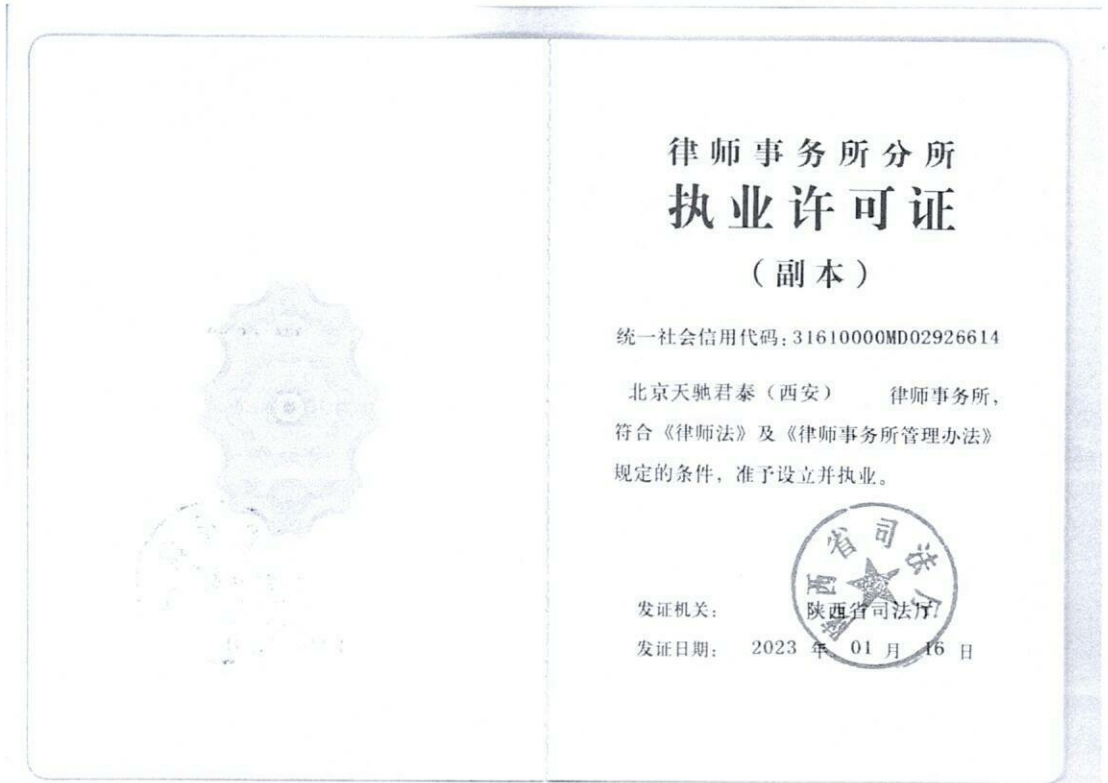 律师事务所分所
执业许可证
（副本）
统一社会信用代码：31610000MD02926614
北京天驰君泰（西安） 律师事务所，
符合《律师法》及《律师事务所管理办法》
规定的条件，准予设立并执业。
陕西省司法厅
发证机关： 陕西省司法厅
发证日期： 2023 年 01 月 16 日